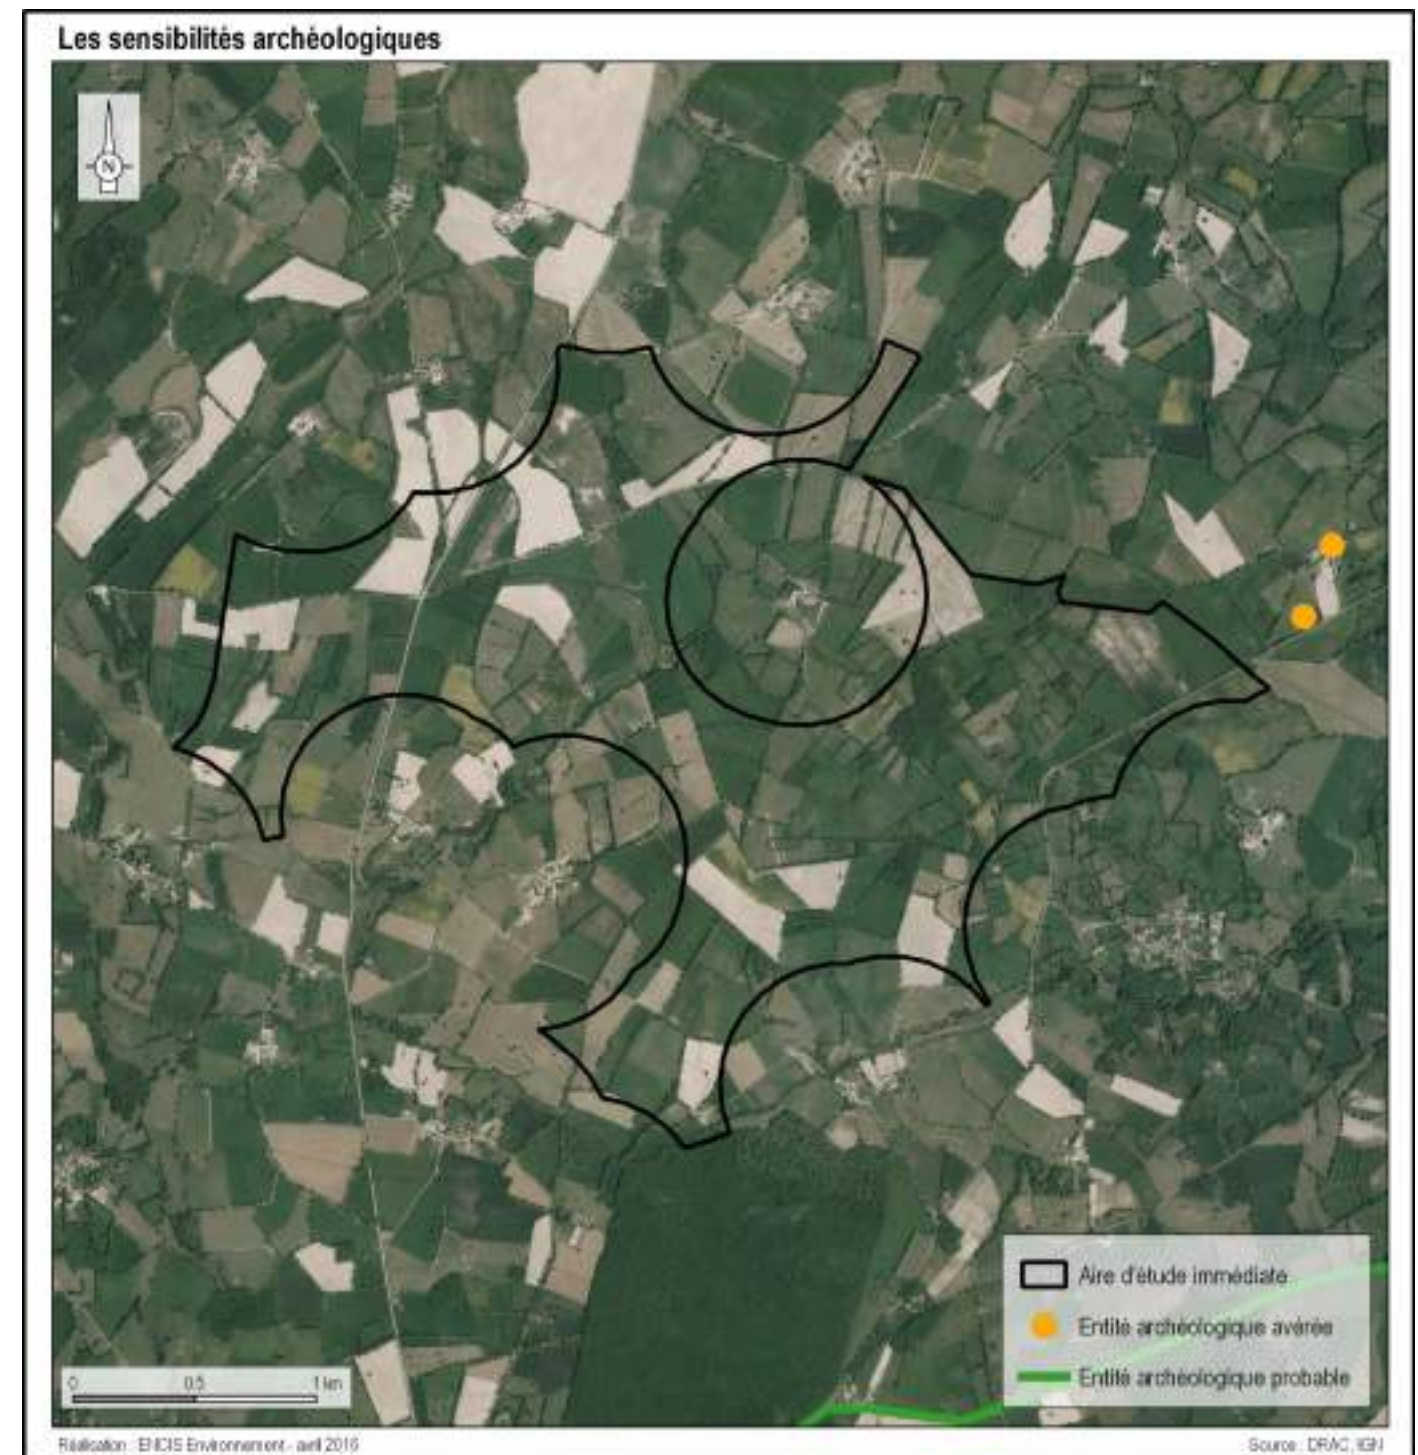 Les sensibilités archéologiques
N
Aire d'étude immédiate
Entité archéologique avérée
Entité archéologique probable
0 0.5 1 km
Réalisation : ENCIS Environnement - avril 2016
Source : DRAC, IGN